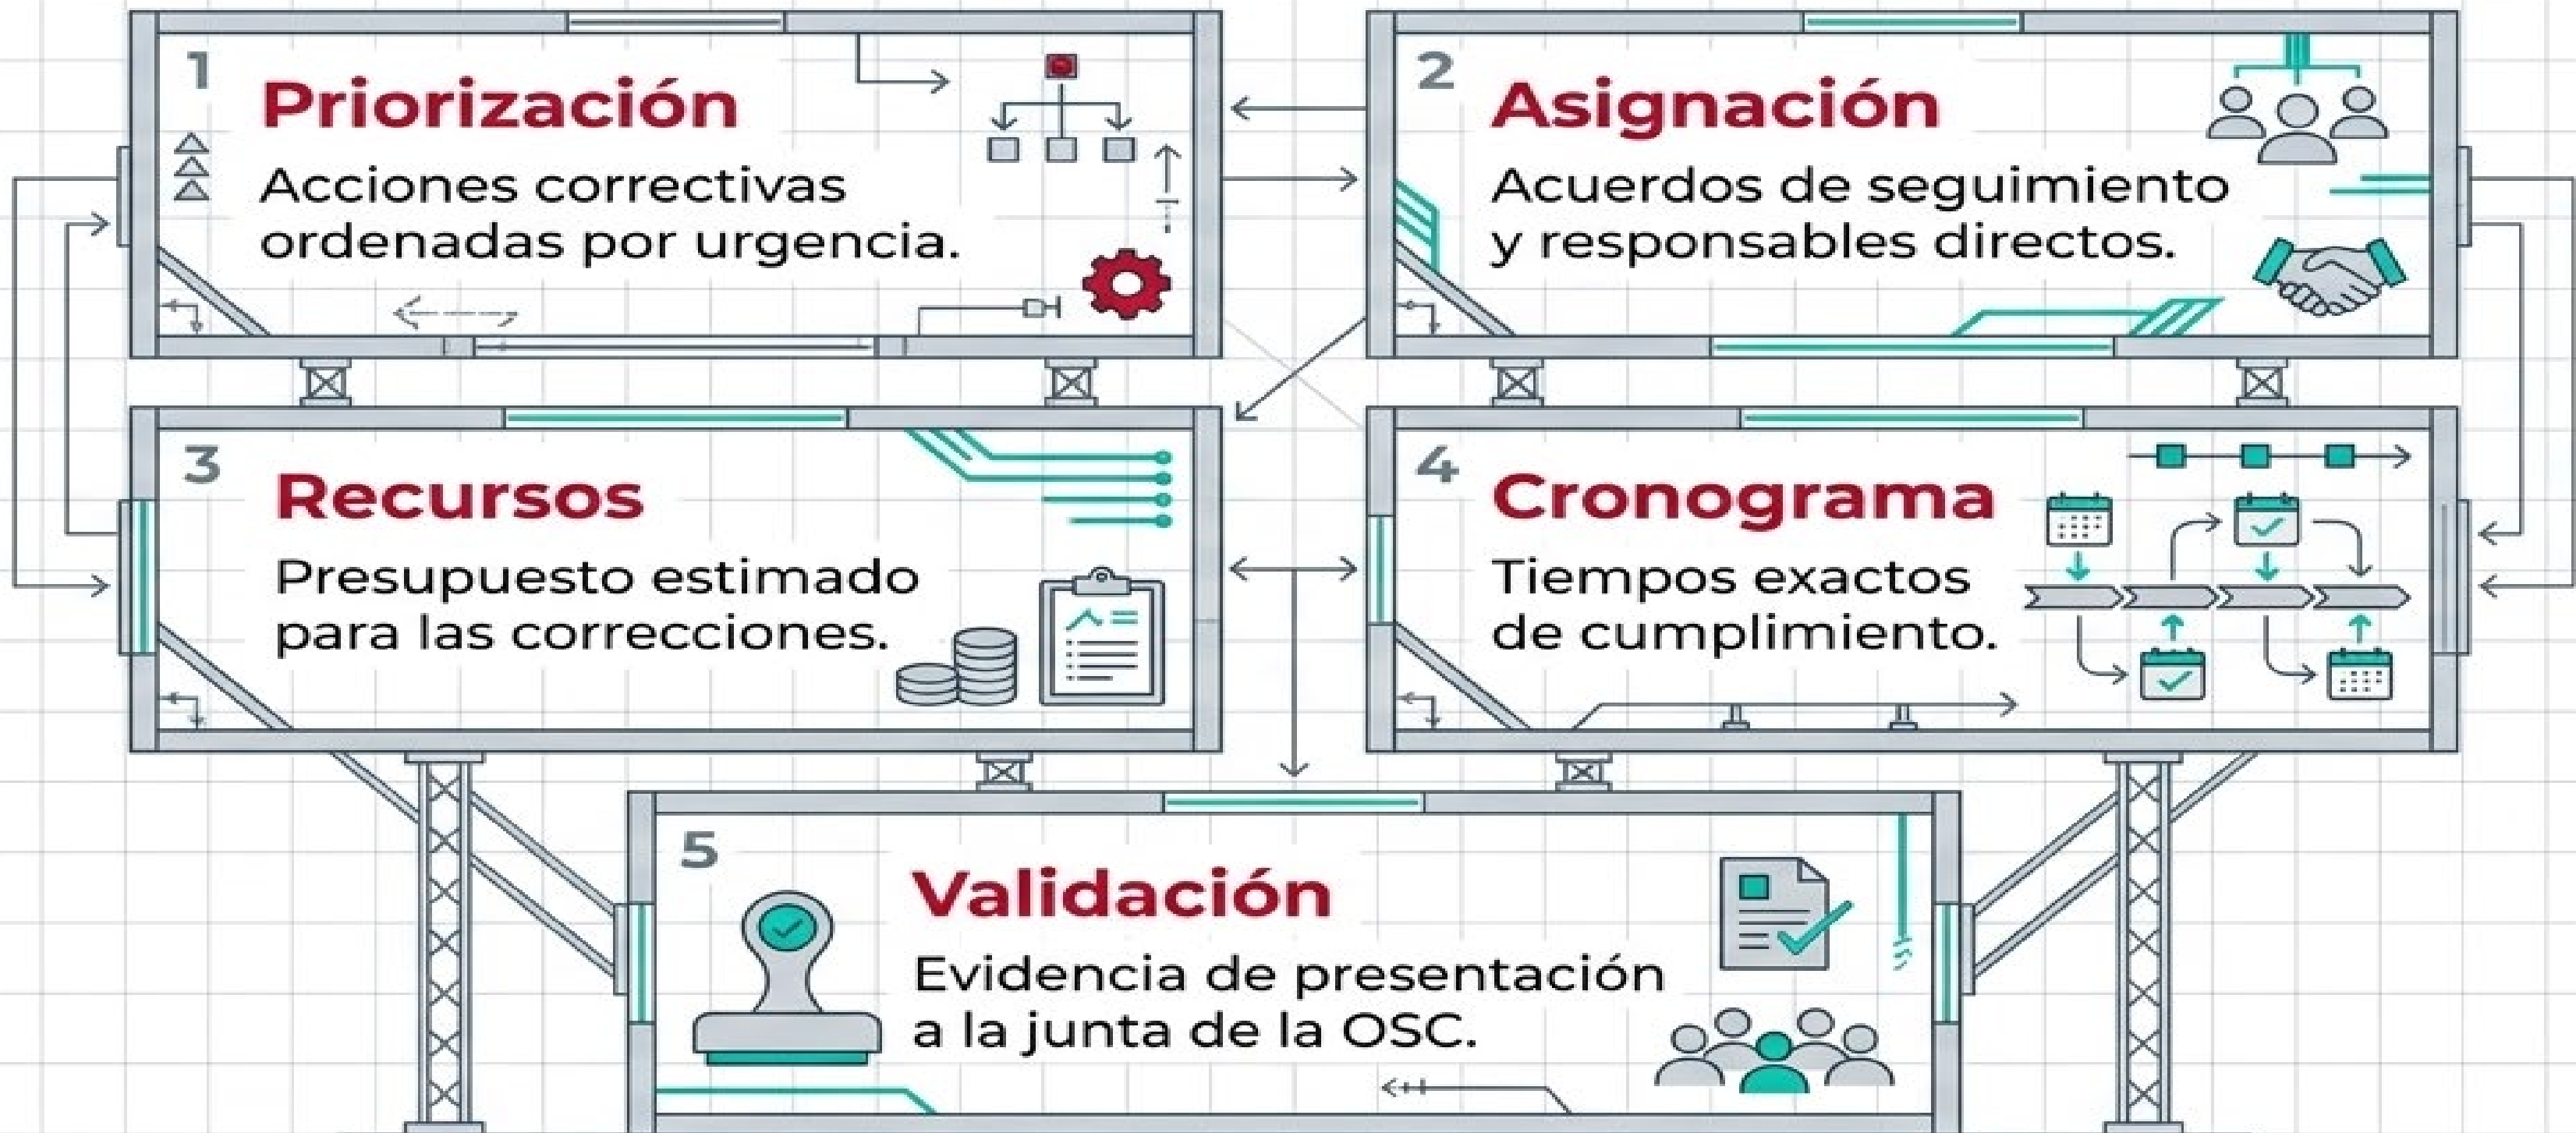 1
Priorización
Acciones correctivas
ordenadas por urgencia.
2
Asignación
Acuerdos de seguimiento
y responsables directos.
3
Recursos
Presupuesto estimado
para las correcciones.
4
Cronograma
Tiempos exactos
de cumplimiento.
5
Validación
Evidencia de presentación
a la junta de la OSC.